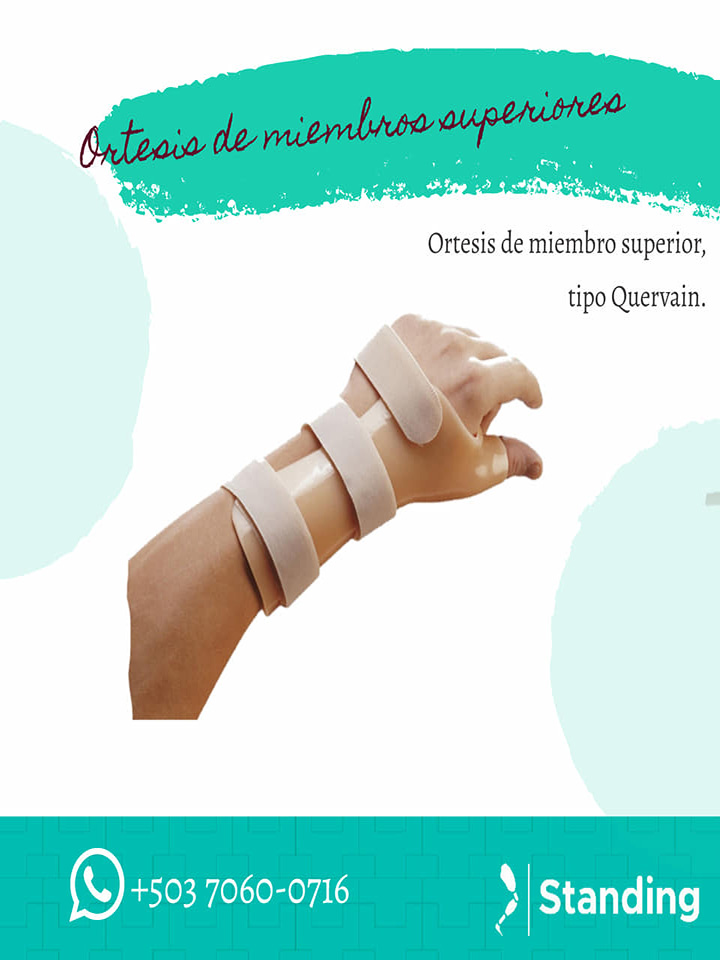 Ortesis de miembros superiores
Ortesis de miembro superior,
tipo Quervain.
+503 7060-0716
Standing